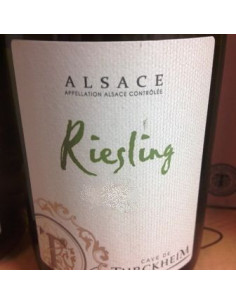 ALSACE
APPELLATION ALSACE CONTRÔLÉE
Riesling
CAVE DE
TURCKHEIM